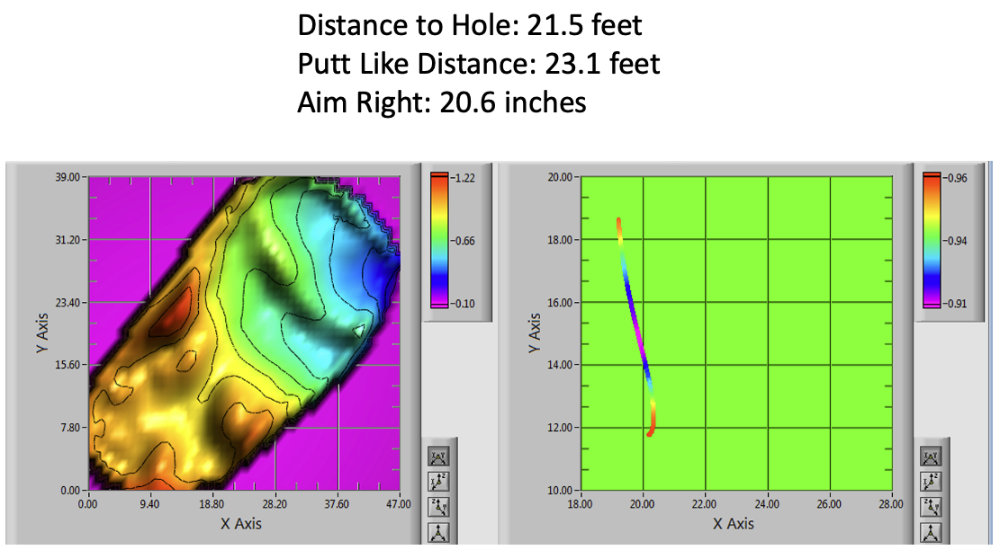 Distance to Hole: 21.5 feet
Putt Like Distance: 23.1 feet
Aim Right: 20.6 inches
39.00
31.20
23.40
15.60
7.80
0.00
Y Axis
0.00 9.40 18.80 28.20 37.60 47.00
X Axis
1.22
0.66
0.10
20.00
18.00
16.00
14.00
12.00
10.00
Y Axis
18.00 20.00 22.00 24.00 26.00 28.00
X Axis
0.96
0.94
0.91